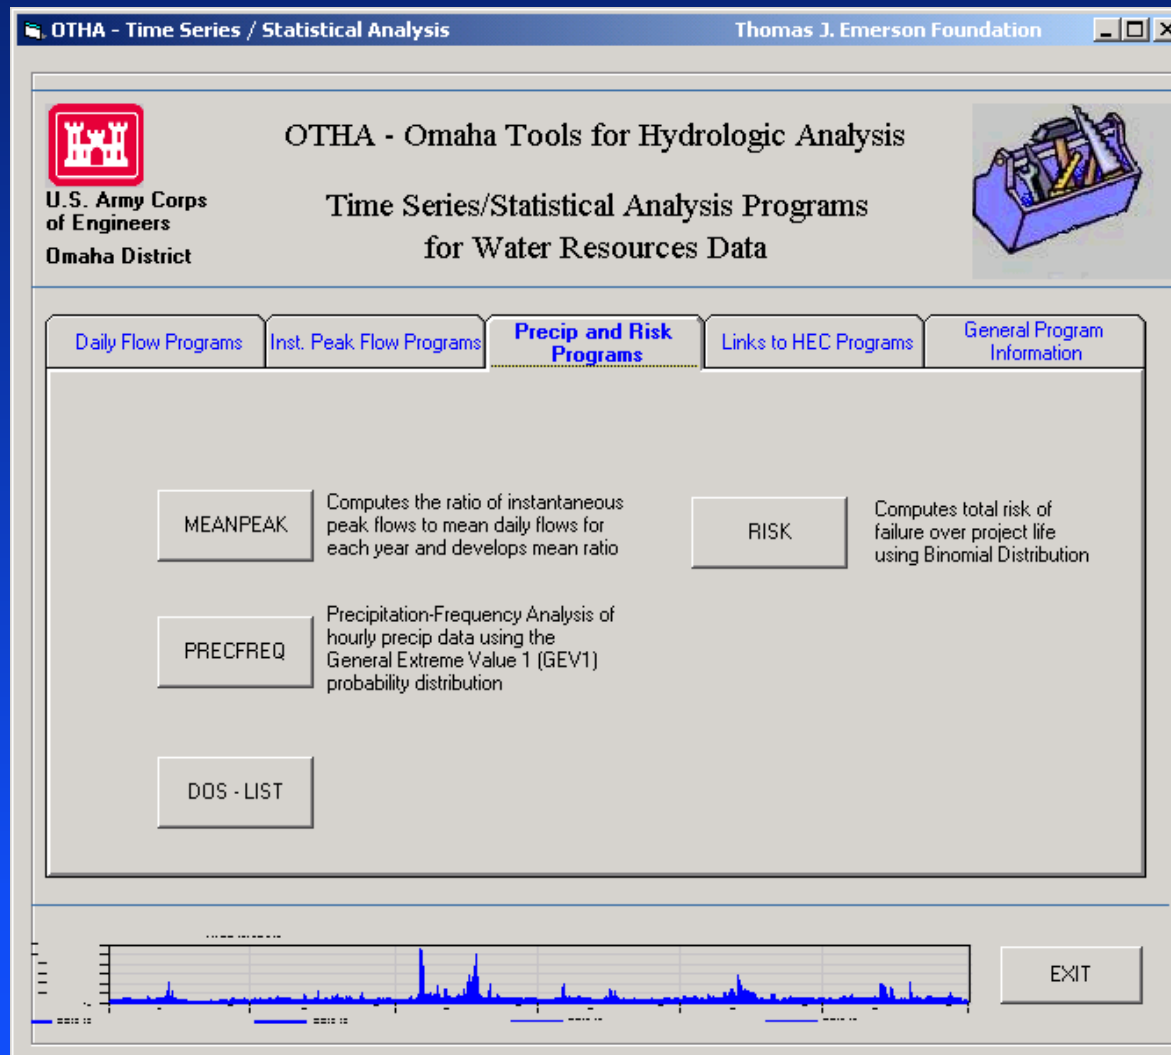 OTHA - Time Series / Statistical Analysis
Thomas J. Emerson Foundation
OTHA - Omaha Tools for Hydrologic Analysis
Time Series/Statistical Analysis Programs
for Water Resources Data
U.S. Army Corps
of Engineers
Omaha District
Daily Flow Programs
Inst. Peak Flow Programs
Precip and Risk
Programs
Links to HEC Programs
General Program
Information
MEANPEAK
Computes the ratio of instantaneous
peak flows to mean daily flows for
each year and develops mean ratio
RISK
Computes total risk of
failure over project life
using Binomial Distribution
PRECFREQ
Precipitation-Frequency Analysis of
hourly precip data using the
General Extreme Value 1 (GEV1)
probability distribution
DOS - LIST
EXIT